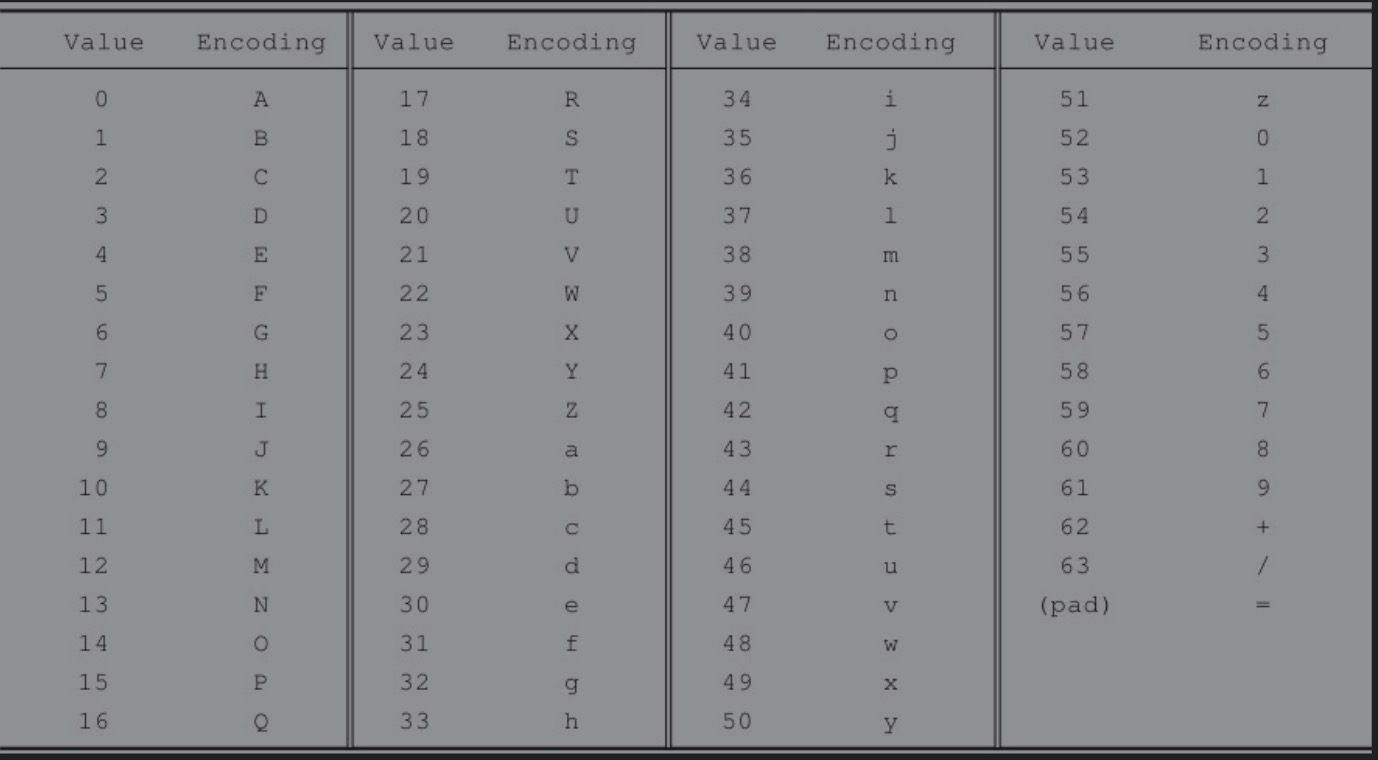 Value Encoding Value Encoding Value Encoding Value Encoding
0 A 17 R 34 i 51 z
1 B 18 S 35 j 52 0
2 C 19 T 36 k 53 1
3 D 20 U 37 l 54 2
4 E 21 V 38 m 55 3
5 F 22 W 39 n 56 4
6 G 23 X 40 o 57 5
7 H 24 Y 41 p 58 6
8 I 25 Z 42 q 59 7
9 J 26 a 43 r 60 8
10 K 27 b 44 s 61 9
11 L 28 c 45 t 62 +
12 M 29 d 46 u 63 /
13 N 30 e 47 v (pad) =
14 O 31 f 48 w
15 P 32 g 49 x
16 Q 33 h 50 y